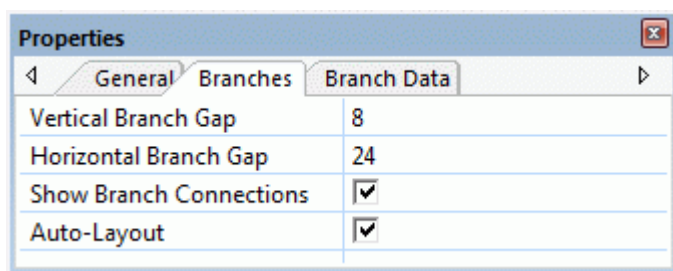 Properties
General Branches Branch Data
Vertical Branch Gap 8
Horizontal Branch Gap 24
Show Branch Connections
Auto-Layout